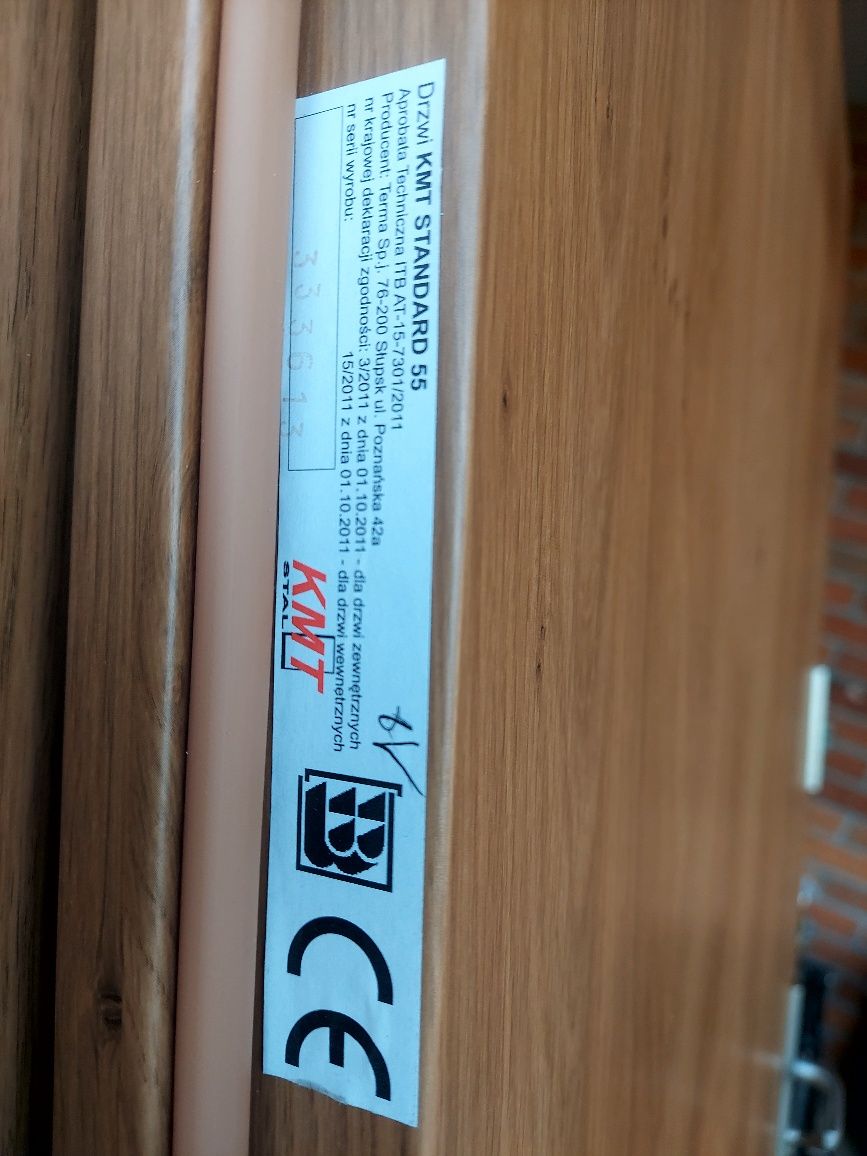 Drzwi KMT STANDARD 55
Aprobata Techniczna ITB AT-15-7301/2011
Producent: Terma Sp.j. 76-200 Słupsk ul. Poznańska 42a
nr krajowej deklaracji zgodności: 3/2011 z dnia 01.10.2011 - dla drzwi zewnętrznych
15/2011 z dnia 01.10.2011 - dla drzwi wewnętrznych
nr serii wyrobu:
333613
KMT
STAL
B
CE